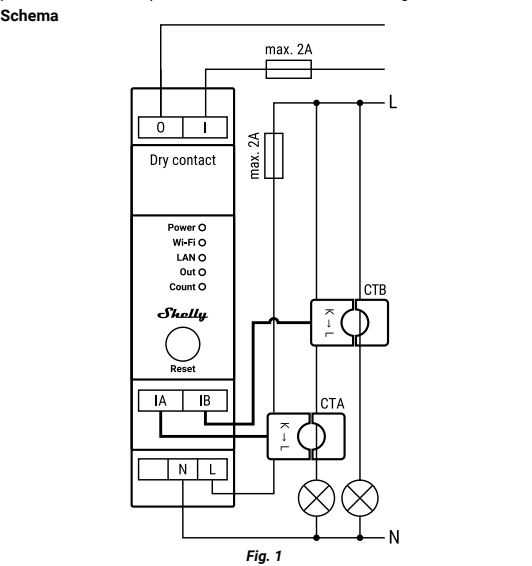 Schema
max. 2A
O I
L
Dry contact
max. 2A
Power
Wi-Fi
LAN
Out
Count
CTB
Shelly
K → L
Reset
IA IB
CTA
K → L
N L
N
Fig. 1